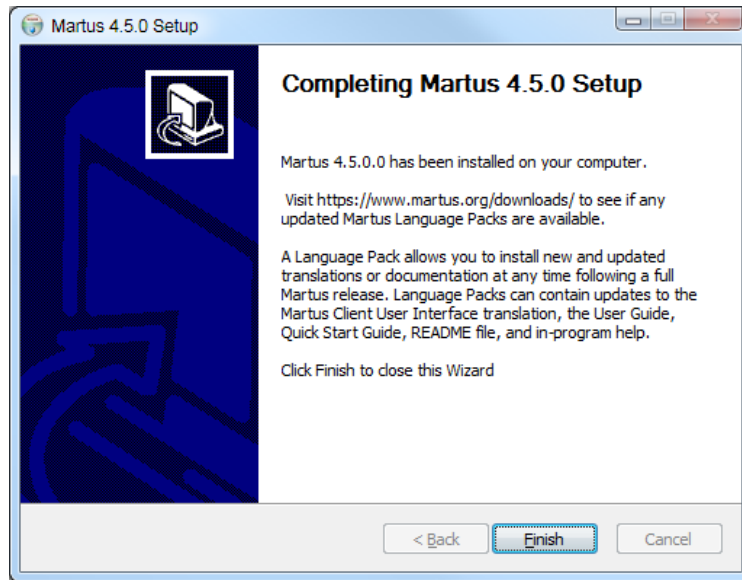 Martus 4.5.0 Setup
Completing Martus 4.5.0 Setup
Martus 4.5.0.0 has been installed on your computer.
Visit https://www.martus.org/downloads/ to see if any
updated Martus Language Packs are available.
A Language Pack allows you to install new and updated
translations or documentation at any time following a full
Martus release. Language Packs can contain updates to the
Martus Client User Interface translation, the User Guide,
Quick Start Guide, README file, and in-program help.
Click Finish to close this Wizard
< Back
Finish
Cancel